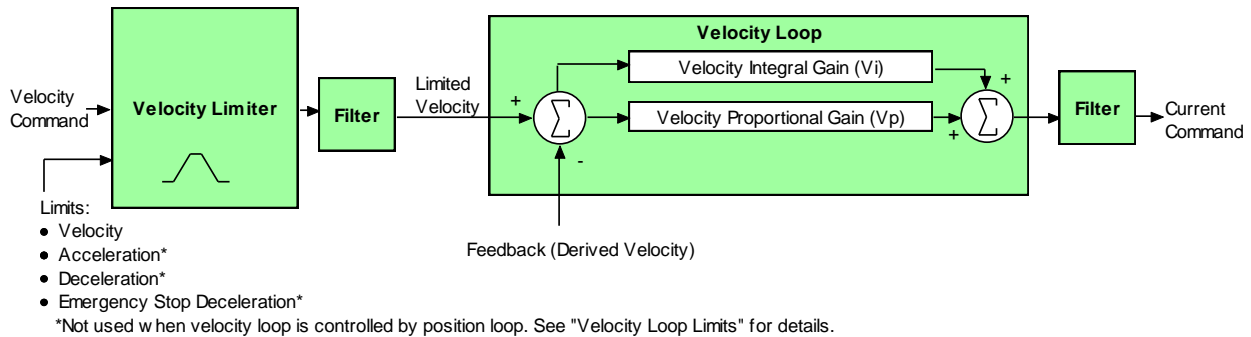 Velocity Loop
Velocity Integral Gain (Vi)
+
Velocity
Command
Velocity Limiter
Filter
Limited
Velocity
+
Σ
Velocity Proportional Gain (Vp)
+
Σ
Filter
Current
Command
-
Limits:
• Velocity
• Acceleration*
• Deceleration*
• Emergency Stop Deceleration*
Feedback (Derived Velocity)
*Not used when velocity loop is controlled by position loop. See "Velocity Loop Limits" for details.